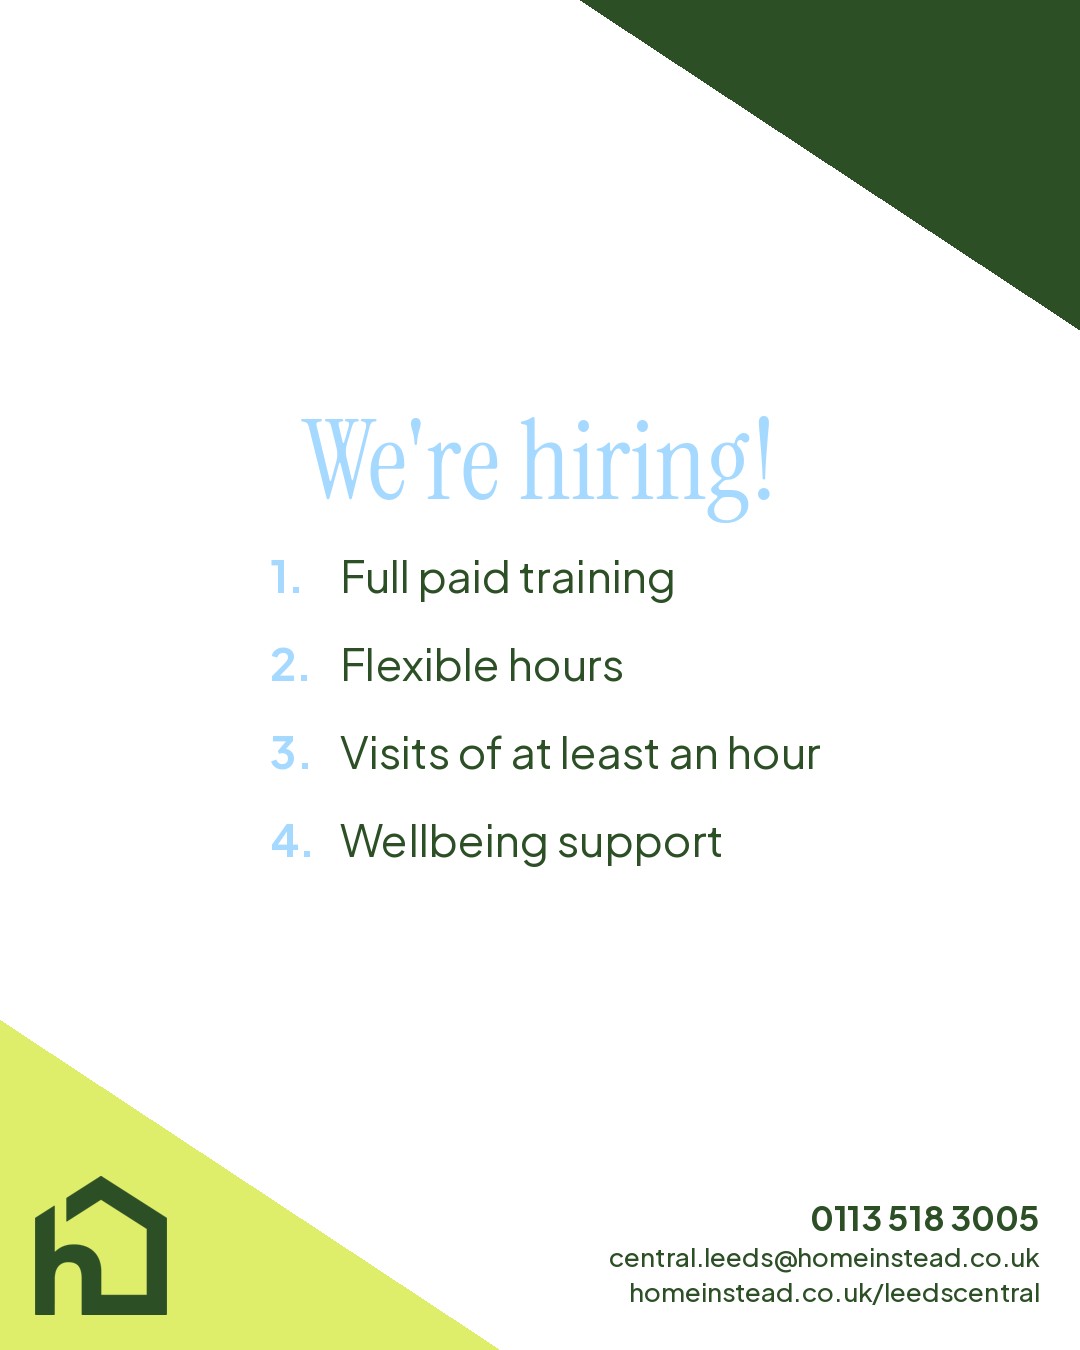 We're hiring!
1. Full paid training
2. Flexible hours
3. Visits of at least an hour
4. Wellbeing support
0113 518 3005
central.leeds@homeinstead.co.uk
homeinstead.co.uk/leedscentral